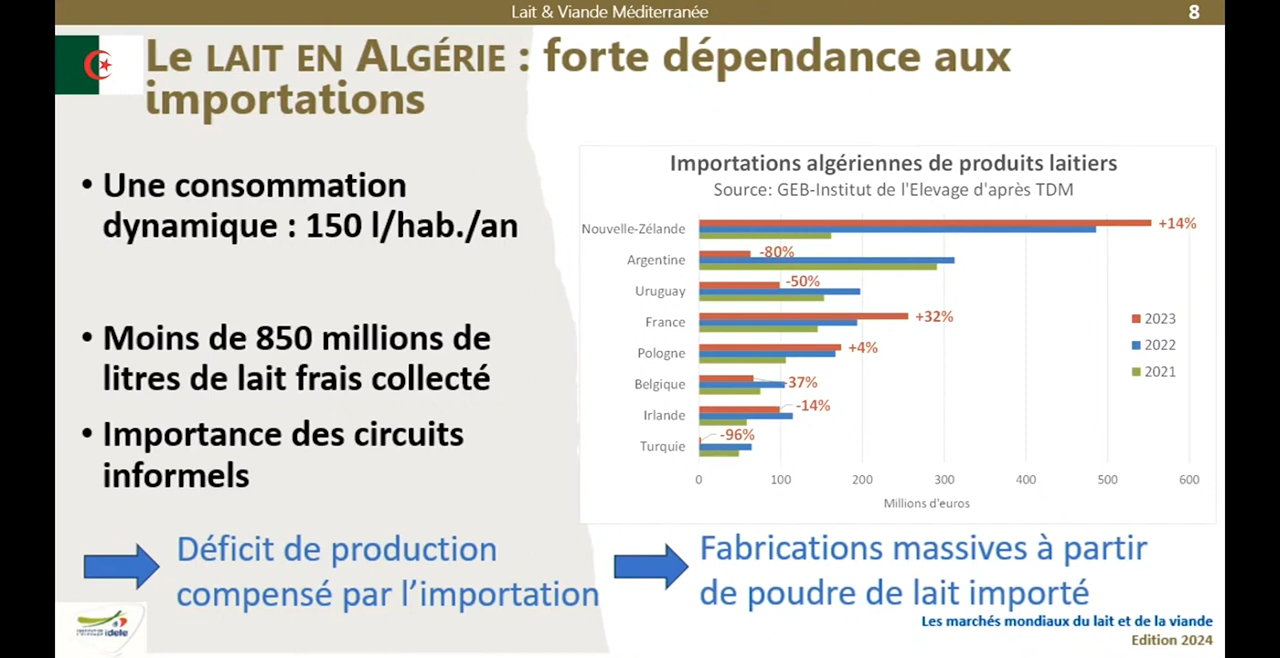 Lait & Viande Méditerranée
8
Le LAIT EN ALGÉRIE : forte dépendance aux
importations
• Une consommation
dynamique : 150 l/hab./an
• Moins de 850 millions de
litres de lait frais collecté
• Importance des circuits
informels
Importations algériennes de produits laitiers
Source: GEB-Institut de l'Elevage d'après TDM
Nouvelle-Zélande
+14%
Argentine
-80%
Uruguay
-50%
France
+32%
Pologne
+4%
Belgique
-37%
Irlande
-14%
Turquie
-96%
2023
2022
2021
0 100 200 300 400 500 600
Millions d'euros
Déficit de production
compensé par l’importation
Fabrications massives à partir
de poudre de lait importé
idele
Les marchés mondiaux du lait et de la viande
Edition 2024